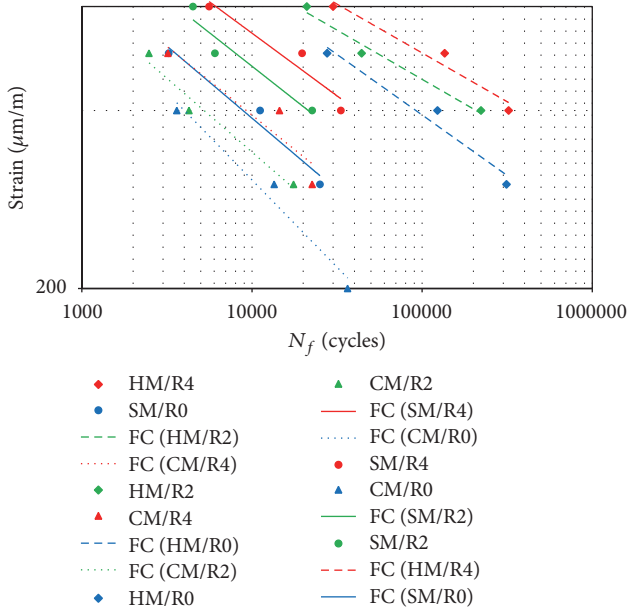 Strain (μm/m)
200
1000
10000
100000
1000000
N_f (cycles)
HM/R4
SM/R0
FC (HM/R2)
FC (CM/R4)
HM/R2
CM/R4
FC (HM/R0)
FC (CM/R2)
HM/R0
CM/R2
FC (SM/R4)
FC (CM/R0)
SM/R4
CM/R0
FC (SM/R2)
SM/R2
FC (HM/R4)
FC (SM/R0)